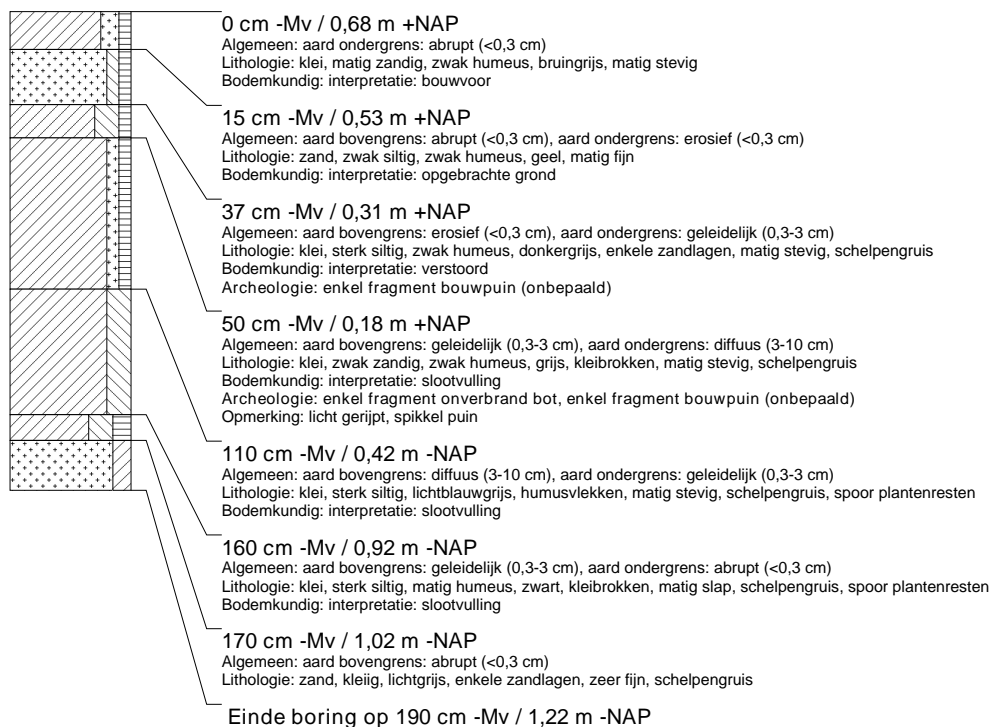 0 cm -Mv / 0,68 m +NAP
Algemeen: aard ondergrens: abrupt (<0,3 cm)
Lithologie: klei, matig zandig, zwak humeus, bruingrijs, matig stevig
Bodemkundig: interpretatie: bouwvoor
15 cm -Mv / 0,53 m +NAP
Algemeen: aard bovengrens: abrupt (<0,3 cm), aard ondergrens: erosief (<0,3 cm)
Lithologie: zand, zwak siltig, zwak humeus, geel, matig fijn
Bodemkundig: interpretatie: opgebrachte grond
37 cm -Mv / 0,31 m +NAP
Algemeen: aard bovengrens: erosief (<0,3 cm), aard ondergrens: geleidelijk (0,3-3 cm)
Lithologie: klei, sterk siltig, zwak humeus, donkergrijs, enkele zandlagen, matig stevig, schelpengruis
Bodemkundig: interpretatie: verstoord
Archeologie: enkel fragment bouwpuin (onbepaald)
50 cm -Mv / 0,18 m +NAP
Algemeen: aard bovengrens: geleidelijk (0,3-3 cm), aard ondergrens: diffuus (3-10 cm)
Lithologie: klei, zwak zandig, zwak humeus, grijs, kleibrokken, matig stevig, schelpengruis
Bodemkundig: interpretatie: slootvulling
Archeologie: enkel fragment onverbrand bot, enkel fragment bouwpuin (onbepaald)
Opmerking: licht gerijpt, spikkel puin
110 cm -Mv / 0,42 m -NAP
Algemeen: aard bovengrens: diffuus (3-10 cm), aard ondergrens: geleidelijk (0,3-3 cm)
Lithologie: klei, sterk siltig, lichtblauwgrijs, humusvlekken, matig stevig, schelpengruis, spoor plantenresten
Bodemkundig: interpretatie: slootvulling
160 cm -Mv / 0,92 m -NAP
Algemeen: aard bovengrens: geleidelijk (0,3-3 cm), aard ondergrens: abrupt (<0,3 cm)
Lithologie: klei, sterk siltig, matig humeus, zwart, kleibrokken, matig slap, schelpengruis, spoor plantenresten
Bodemkundig: interpretatie: slootvulling
170 cm -Mv / 1,02 m -NAP
Algemeen: aard bovengrens: abrupt (<0,3 cm)
Lithologie: zand, kleiig, lichtgrijs, enkele zandlagen, zeer fijn, schelpengruis
Einde boring op 190 cm -Mv / 1,22 m -NAP